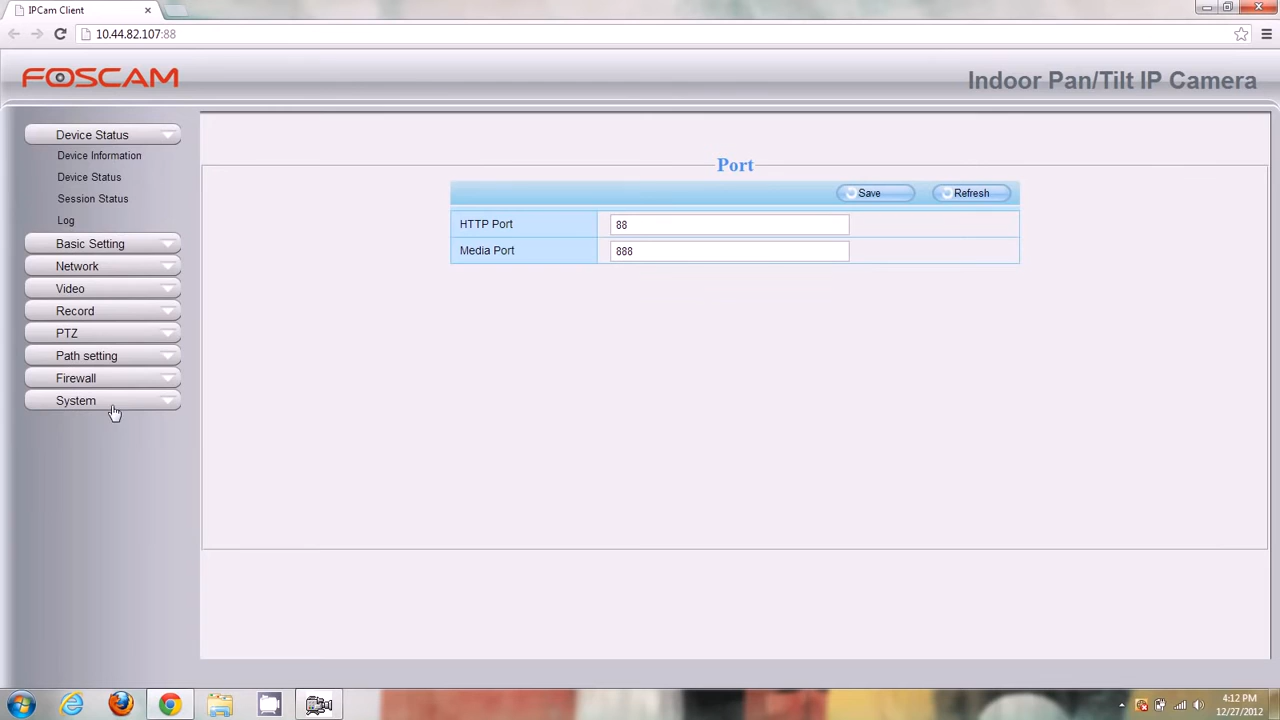 IPCam Client
10.44.82.107:88
FOSCAM
Indoor Pan/Tilt IP Camera
Device Status
Device Information
Device Status
Session Status
Log
Basic Setting
Network
Video
Record
PTZ
Path setting
Firewall
System
Port
Save Refresh
HTTP Port 88
Media Port 888
4:12 PM
12/27/2012